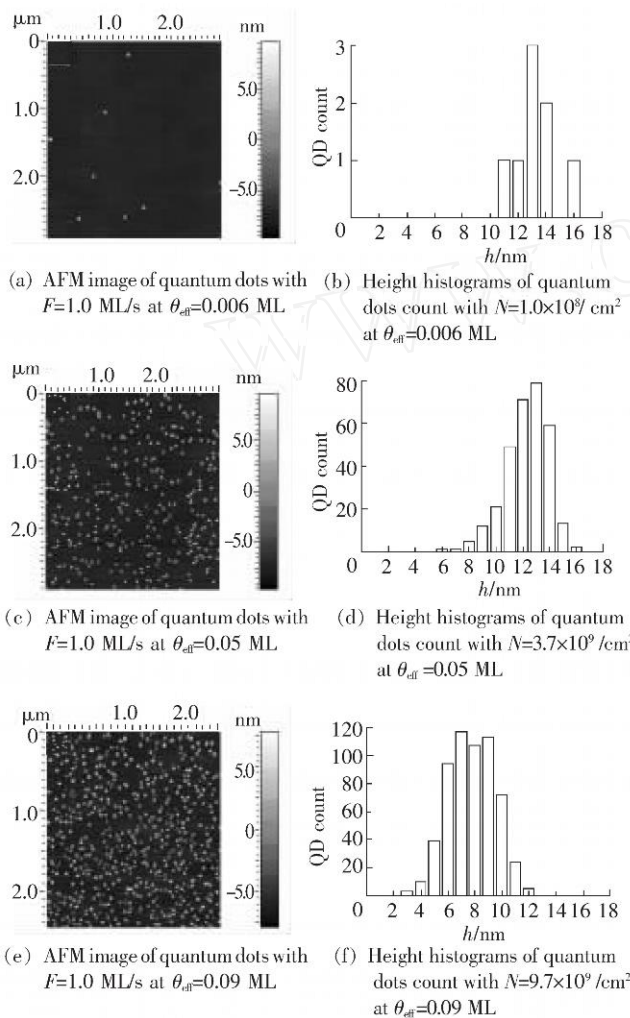 μm
1.0 2.0
nm
0
1.0
2.0
5.0
0
−5.0
3
2
1
0
QD count
2 4 6 8 10 12 14 16 18
h/nm
(a) AFM image of quantum dots with
F=1.0 ML/s at θeff=0.006 ML
(b) Height histograms of quantum
dots count with N=1.0×10⁸/ cm²
at θeff=0.006 ML
μm
1.0 2.0
nm
0
1.0
2.0
5.0
0
−5.0
80
60
40
20
0
QD count
2 4 6 8 10 12 14 16 18
h/nm
(c) AFM image of quantum dots with
F=1.0 ML/s at θeff=0.05 ML
(d) Height histograms of quantum
dots count with N=3.7×10⁹ /cm²
at θeff =0.05 ML
μm
1.0 2.0
nm
0
1.0
2.0
5.0
0
−5.0
120
100
80
60
40
20
0
QD count
2 4 6 8 10 12 14 16 18
h/nm
(e) AFM image of quantum dots with
F=1.0 ML/s at θeff=0.09 ML
(f) Height histograms of quantum
dots count with N=9.7×10⁹ /cm²
at θeff=0.09 ML